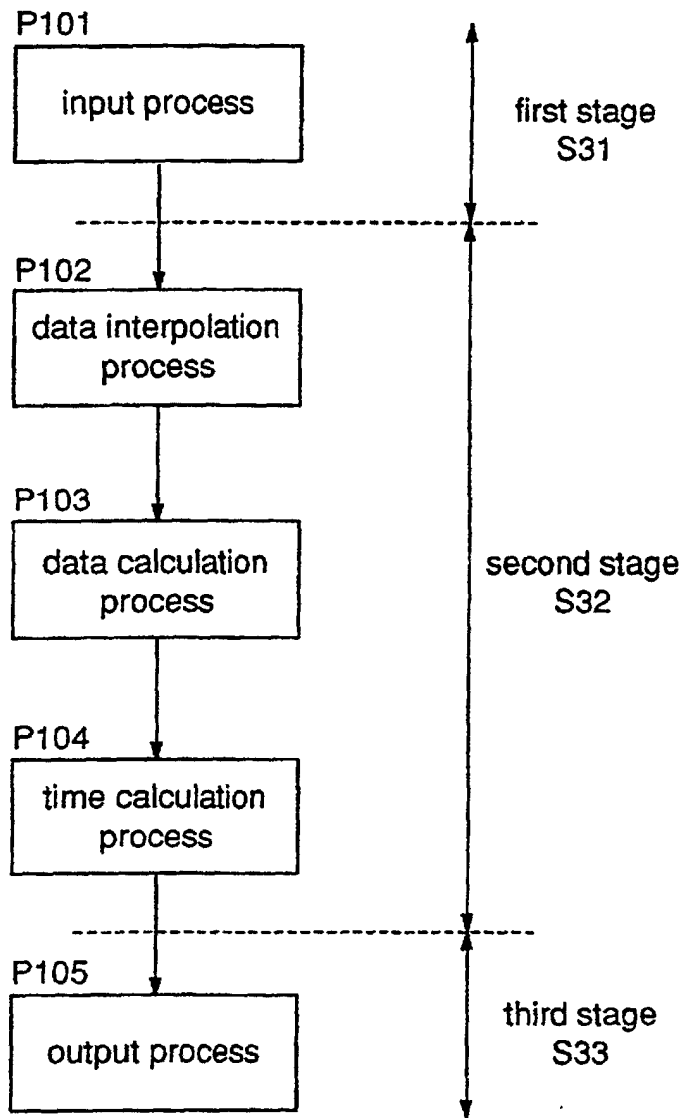 P101
input process
first stage
S31
P102
data interpolation
process
P103
data calculation
process
second stage
S32
P104
time calculation
process
P105
output process
third stage
S33